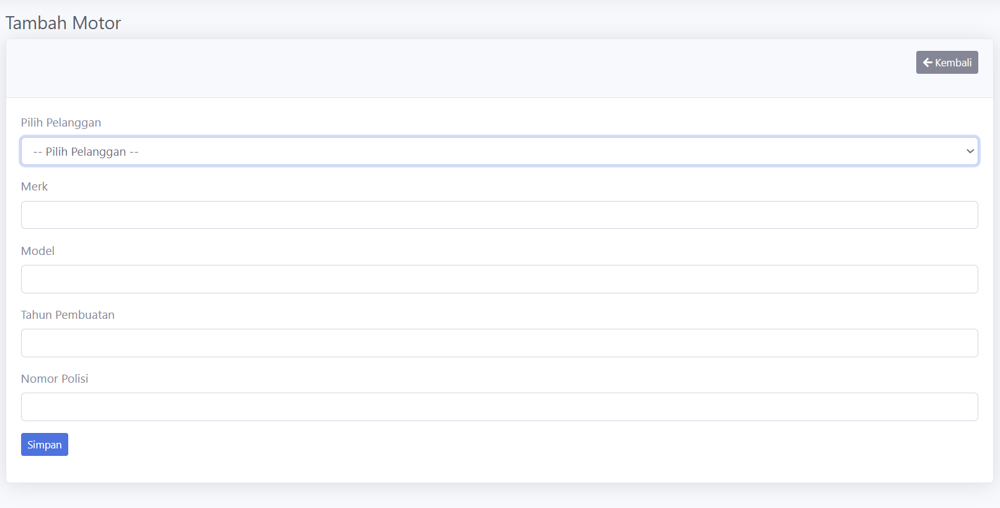 Tambah Motor
Kembali
Pilih Pelanggan
-- Pilih Pelanggan --
Merk
Model
Tahun Pembuatan
Nomor Polisi
Simpan